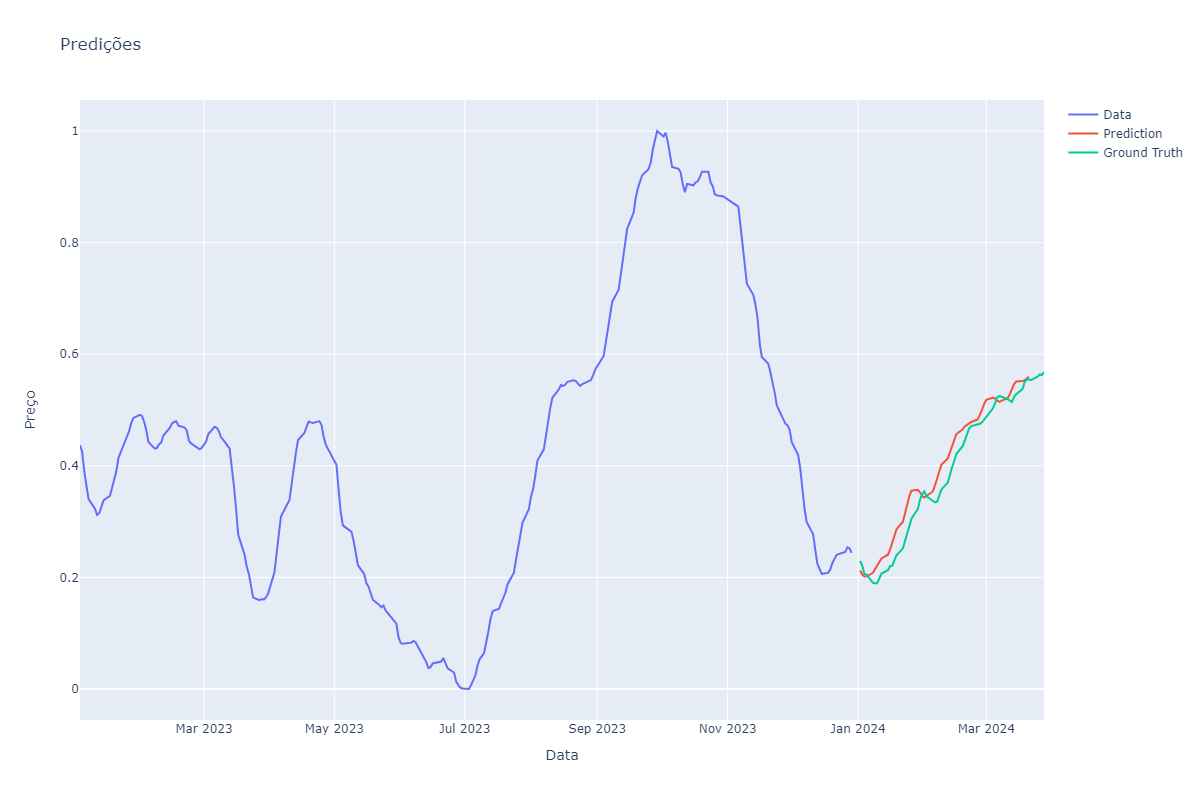 Predições
Data
Prediction
Ground Truth
1
0.8
0.6
0.4
0.2
0
Preço
Mar 2023
May 2023
Jul 2023
Sep 2023
Nov 2023
Jan 2024
Mar 2024
Data